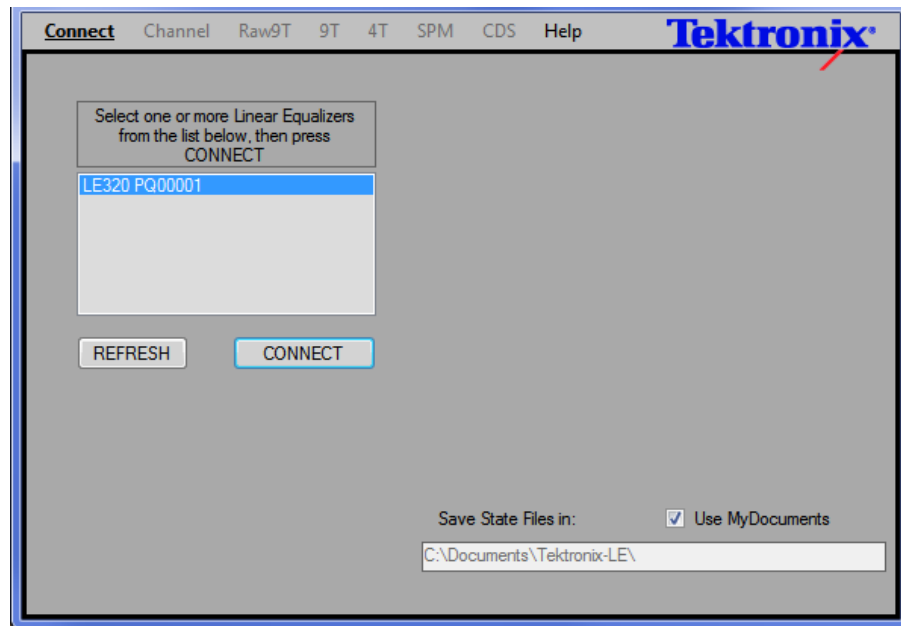 Connect Channel Raw9T 9T 4T SPM CDS Help Tektronix
Select one or more Linear Equalizers
from the list below, then press
CONNECT
LE320 PQ00001
REFRESH CONNECT
Save State Files in: Use MyDocuments
C:\Documents\Tektronix-LE\